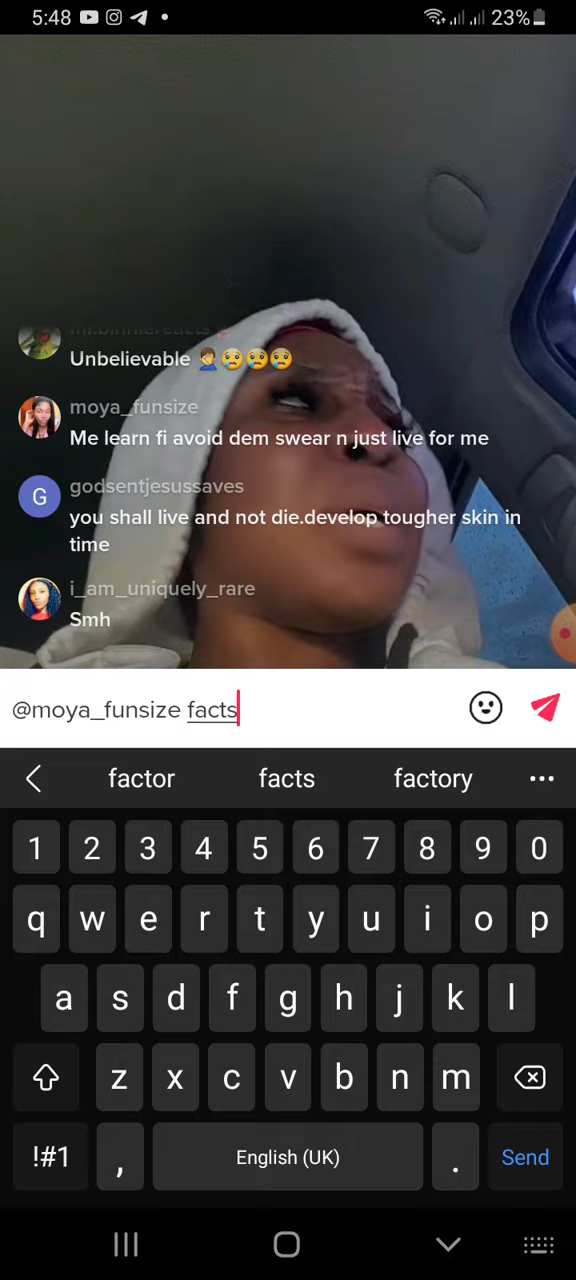 5:48
23%
mr.binniereacts
Unbelievable 🤦‍♂️😢😢😢
moya_funsize
Me learn fi avoid dem swear n just live for me
G
godsentjesussaves
you shall live and not die.develop tougher skin in
time
i_am_uniquely_rare
Smh
@moya_funsize facts
factor facts factory
1 2 3 4 5 6 7 8 9 0
q w e r t y u i o p
a s d f g h j k l
z x c v b n m
!#1 , English (UK) . Send